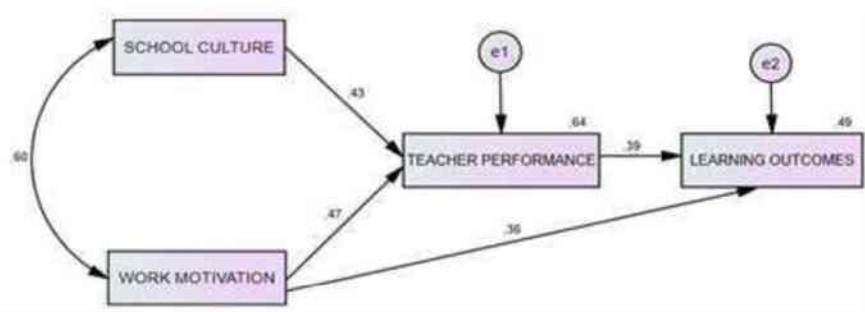 SCHOOL CULTURE
e1
e2
.43
.64
.49
.60
TEACHER PERFORMANCE
.39
LEARNING OUTCOMES
.47
.36
WORK MOTIVATION